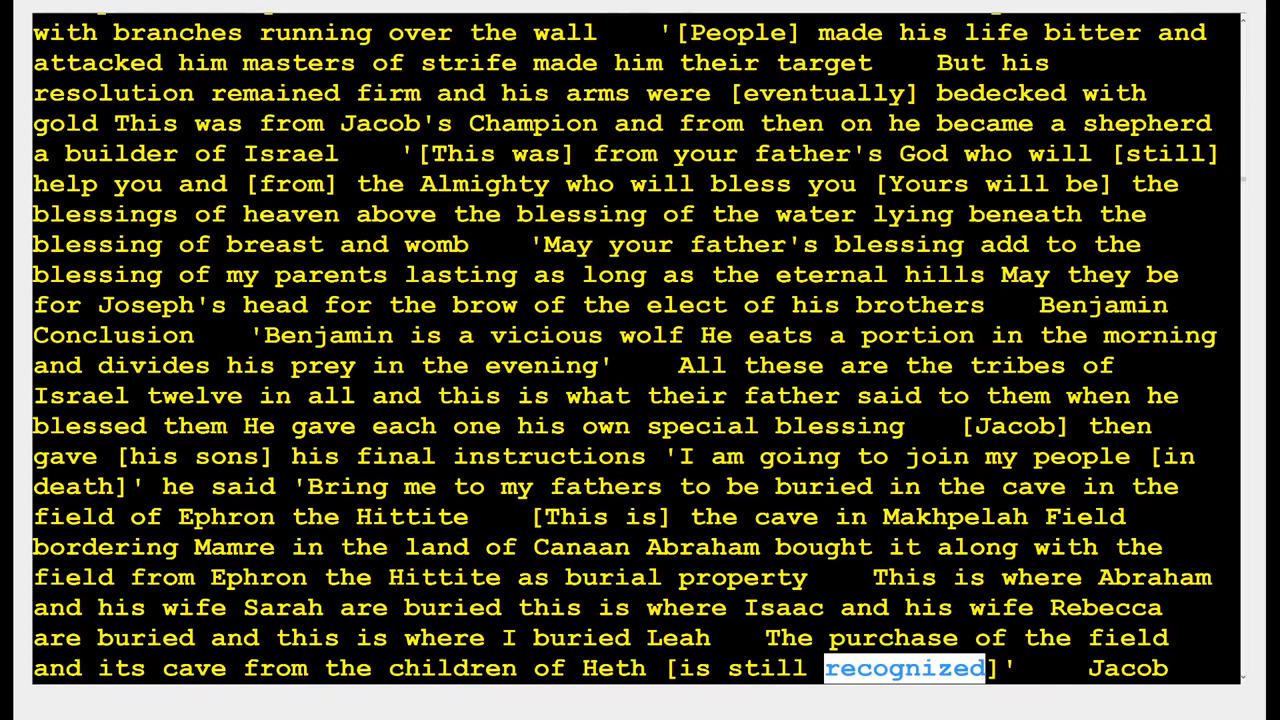 with branches running over the wall '[People] made his life bitter and
attacked him masters of strife made him their target But his
resolution remained firm and his arms were [eventually] bedecked with
gold This was from Jacob's Champion and from then on he became a shepherd
a builder of Israel '[This was] from your father's God who will [still]
help you and [from] the Almighty who will bless you [Yours will be] the
blessings of heaven above the blessing of the water lying beneath the
blessing of breast and womb 'May your father's blessing add to the
blessing of my parents lasting as long as the eternal hills May they be
for Joseph's head for the brow of the elect of his brothers Benjamin
Conclusion 'Benjamin is a vicious wolf He eats a portion in the morning
and divides his prey in the evening' All these are the tribes of
Israel twelve in all and this is what their father said to them when he
blessed them He gave each one his own special blessing [Jacob] then
gave [his sons] his final instructions 'I am going to join my people [in
death]' he said 'Bring me to my fathers to be buried in the cave in the
field of Ephron the Hittite [This is] the cave in Makhpelah Field
bordering Mamre in the land of Canaan Abraham bought it along with the
field from Ephron the Hittite as burial property This is where Abraham
and his wife Sarah are buried this is where Isaac and his wife Rebecca
are buried and this is where I buried Leah The purchase of the field
and its cave from the children of Heth [is still recognized]' Jacob